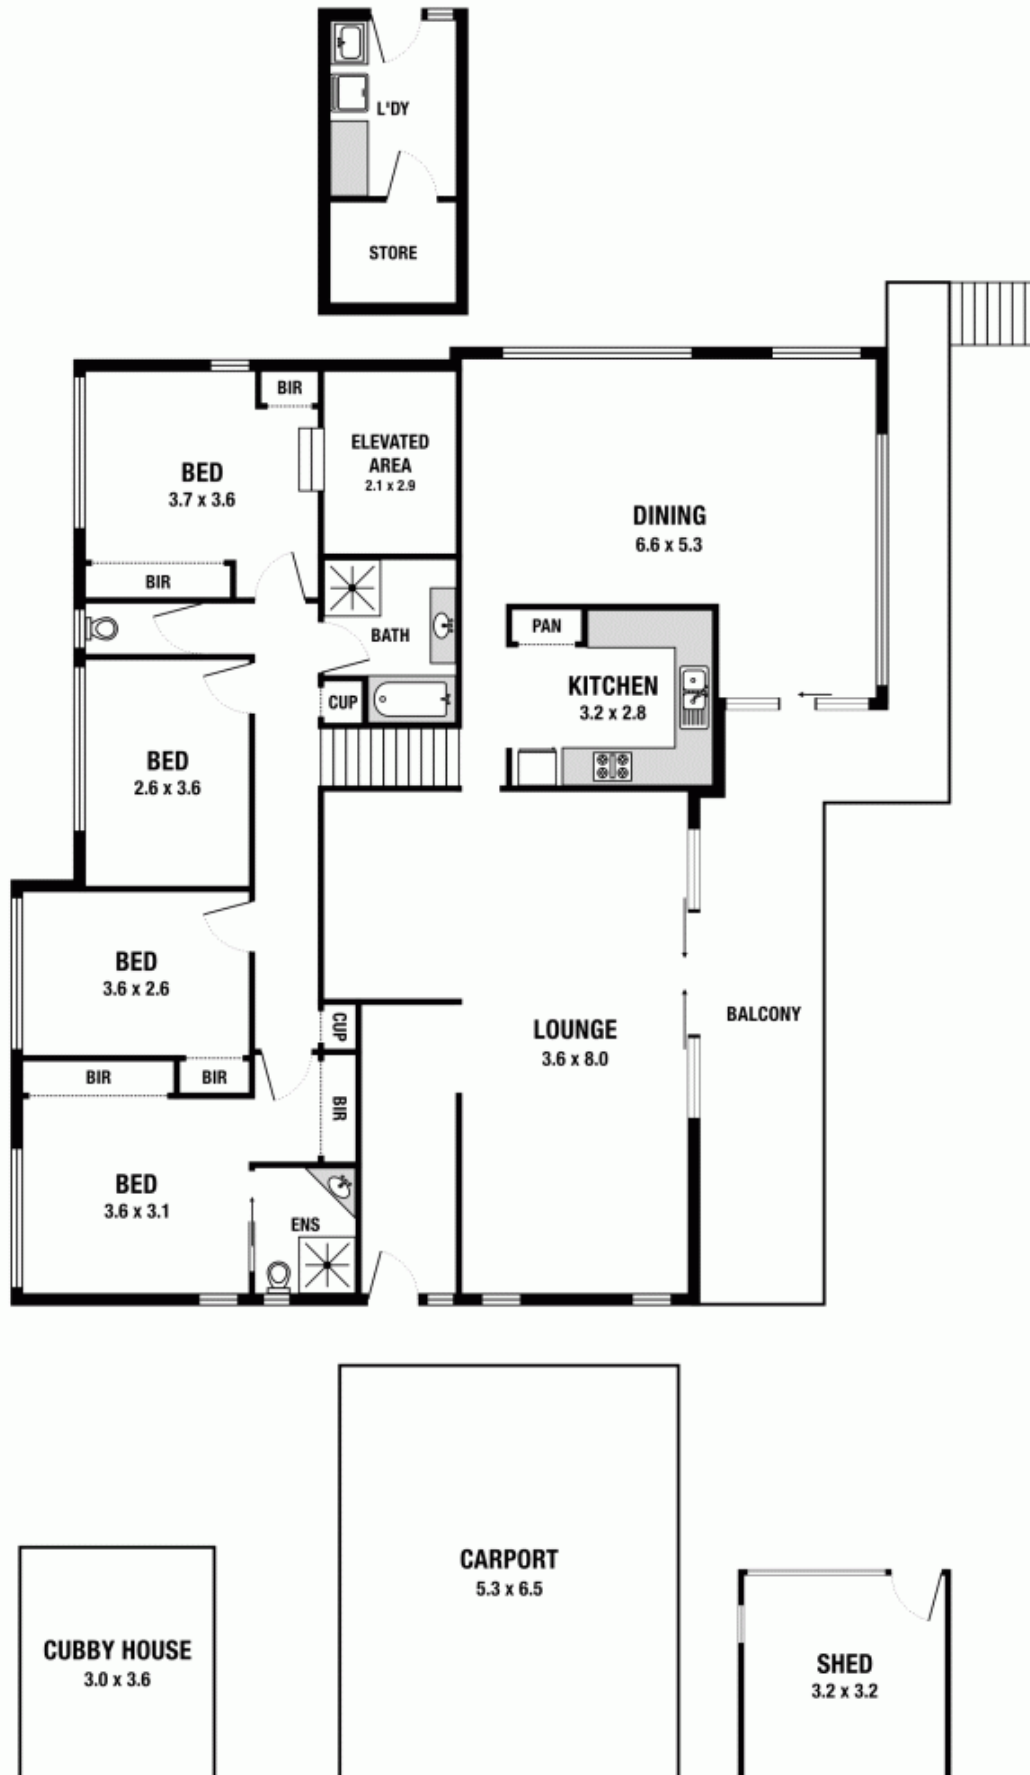 L'DY
STORE
BIR
ELEVATED
AREA
2.1 x 2.9
BED
3.7 x 3.6
DINING
6.6 x 5.3
BIR
BATH
PAN
KITCHEN
3.2 x 2.8
CUP
BED
2.6 x 3.6
BED
3.6 x 2.6
CUP
LOUNGE
3.6 x 8.0
BALCONY
BIR
BIR
BIR
BED
3.6 x 3.1
ENS
CARPORT
5.3 x 6.5
CUBBY HOUSE
3.0 x 3.6
SHED
3.2 x 3.2